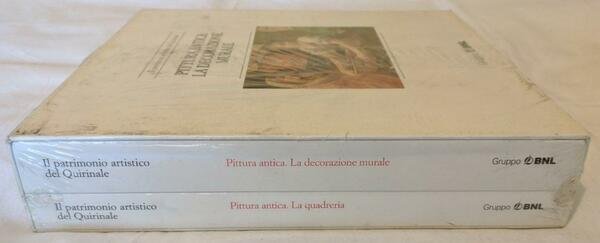 PITTURA ANTICA
LA DECORAZIONE
MURALE
Il patrimonio artistico
del Quirinale
Pittura antica. La decorazione murale
Gruppo BNL
Il patrimonio artistico
del Quirinale
Pittura antica. La quadreria
Gruppo BNL